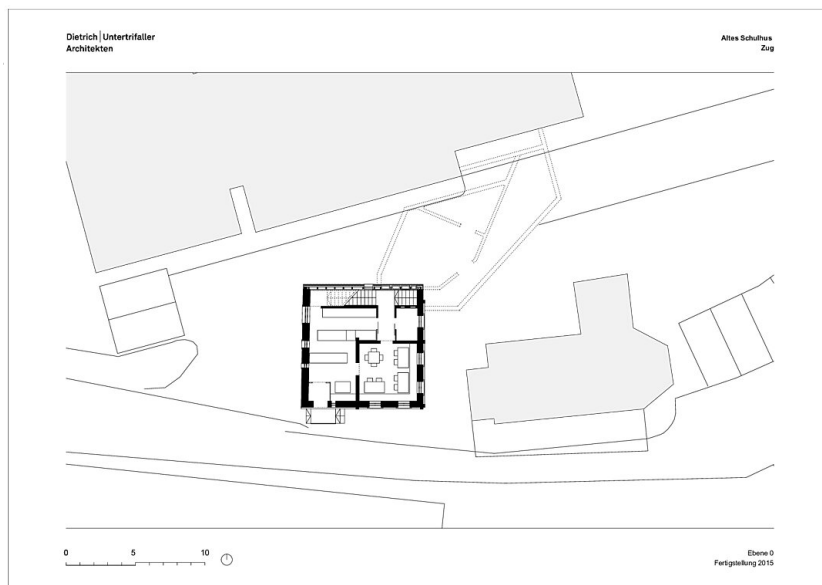 Dietrich | Untertrifaller
Architekten
Altes Schulhus
Zug
0 5 10
Ebene 0
Fertigstellung 2015